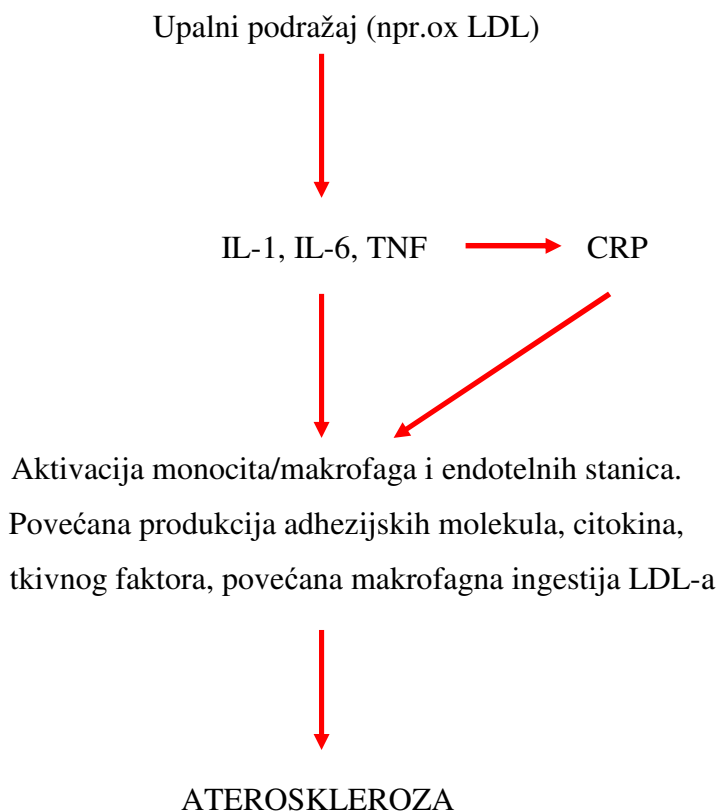 Upalni podražaj (npr.ox LDL)
IL-1, IL-6, TNF CRP
Aktivacija monocita/makrofaga i endotelnih stanica.
Povećana produkcija adhezijskih molekula, citokina,
tkivnog faktora, povećana makrofagna ingestija LDL-a
ATEROSKLEROZA